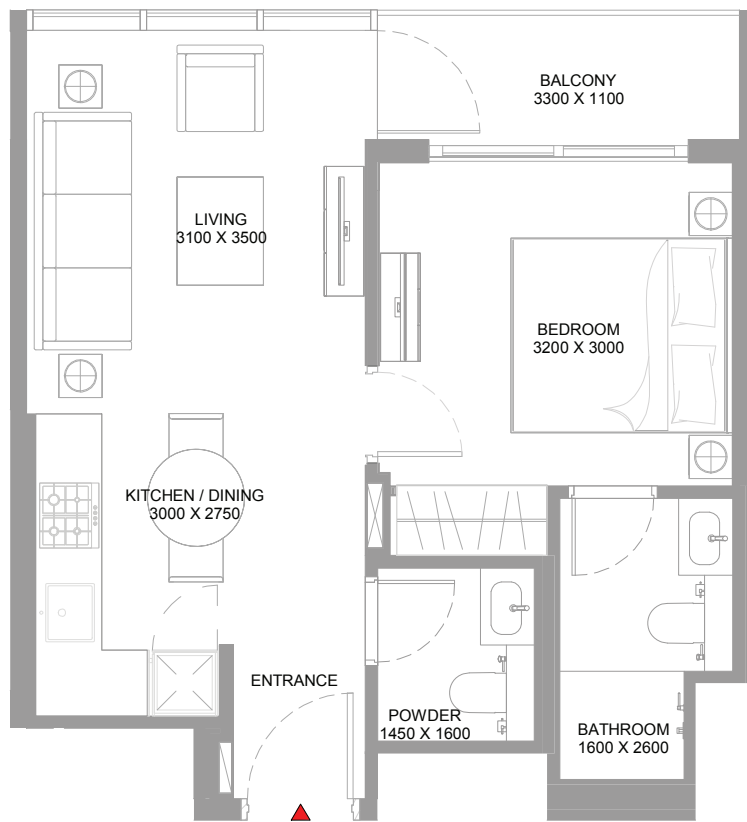 BALCONY
3300 X 1100
LIVING
3100 X 3500
BEDROOM
3200 X 3000
KITCHEN / DINING
3000 X 2750
ENTRANCE
POWDER
1450 X 1600
BATHROOM
1600 X 2600